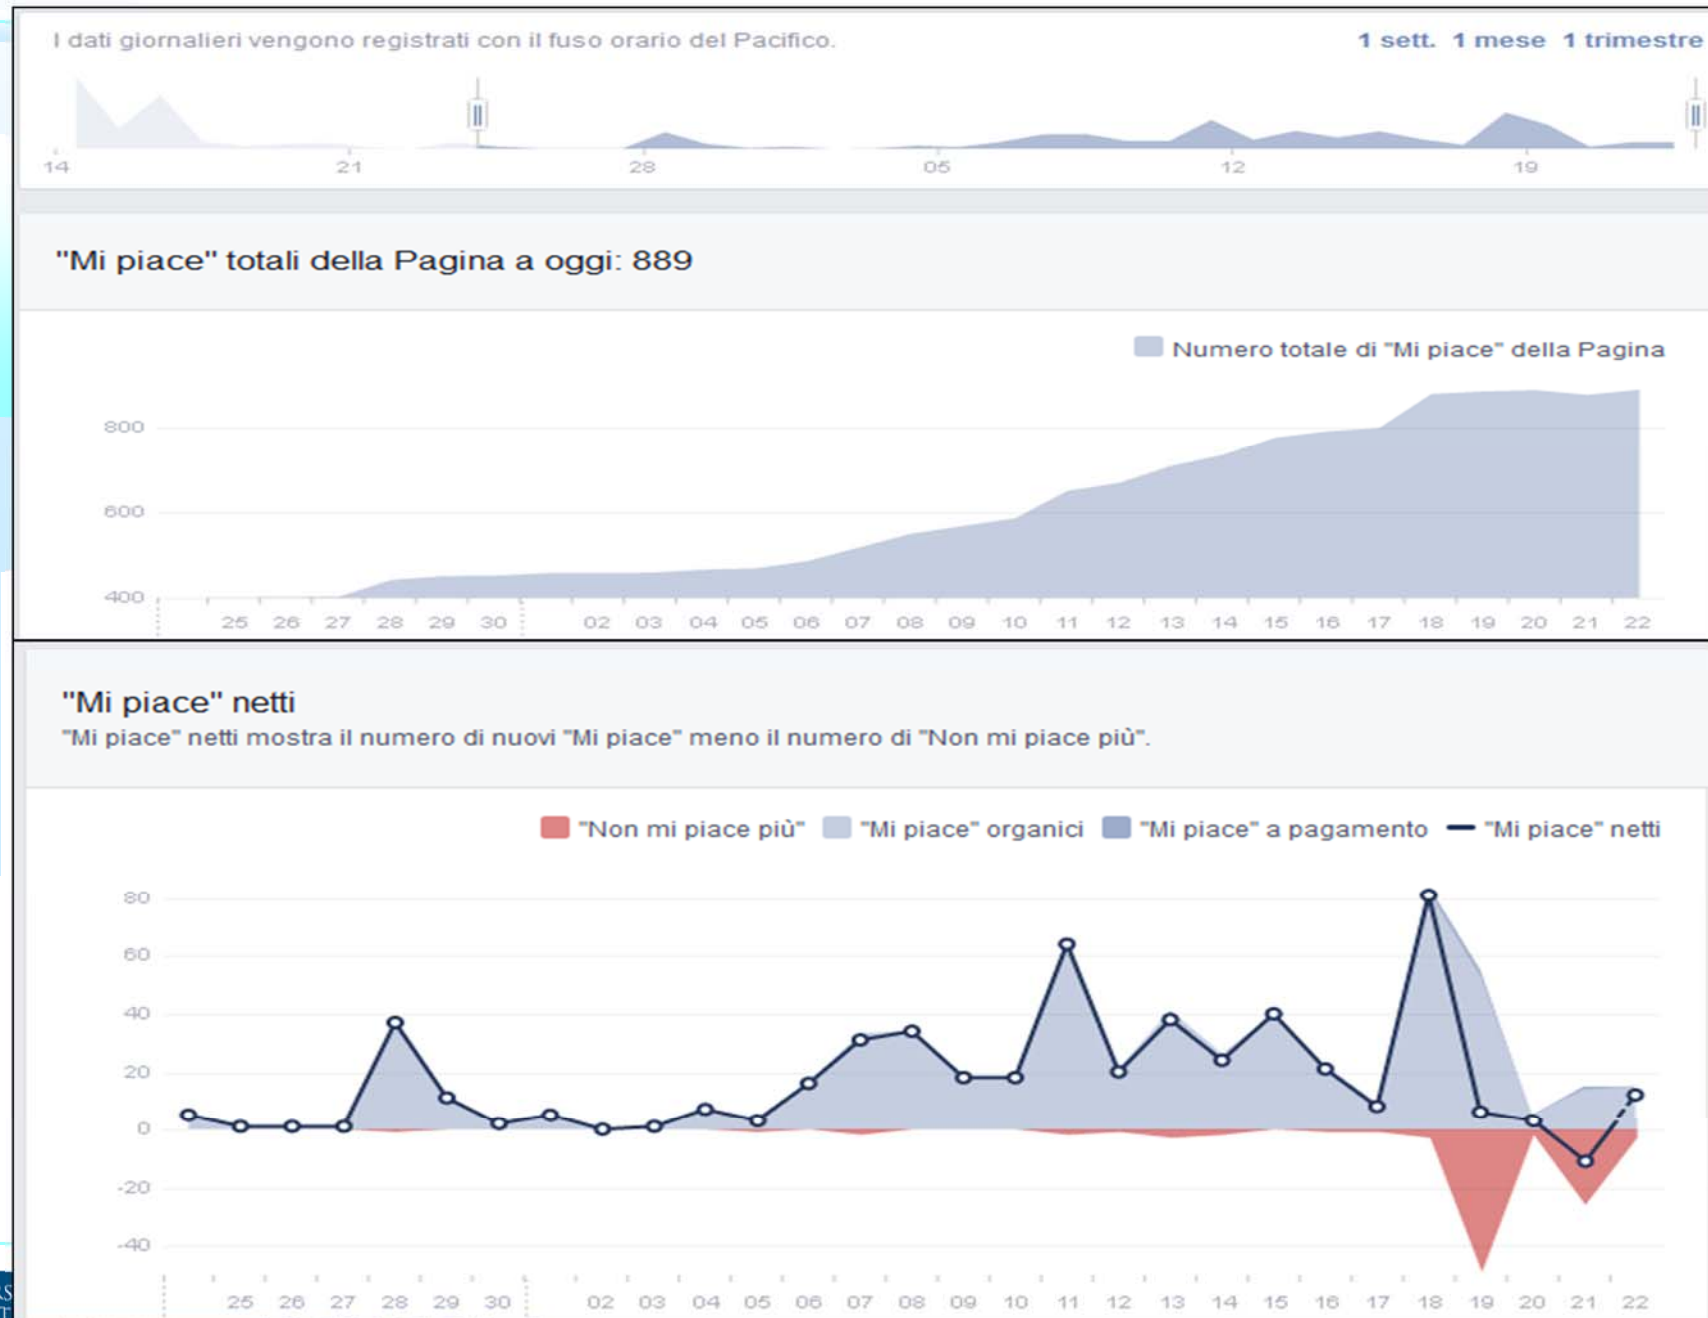 I dati giornalieri vengono registrati con il fuso orario del Pacifico.
1 sett. 1 mese 1 trimestre
14 21 28 05 12 19
"Mi piace" totali della Pagina a oggi: 889
Numero totale di "Mi piace" della Pagina
800
600
400
25 26 27 28 29 30 02 03 04 05 06 07 08 09 10 11 12 13 14 15 16 17 18 19 20 21 22
"Mi piace" netti
"Mi piace" netti mostra il numero di nuovi "Mi piace" meno il numero di "Non mi piace più".
"Non mi piace più" "Mi piace" organici "Mi piace" a pagamento "Mi piace" netti
80
60
40
20
0
-20
-40
25 26 27 28 29 30 02 03 04 05 06 07 08 09 10 11 12 13 14 15 16 17 18 19 20 21 22